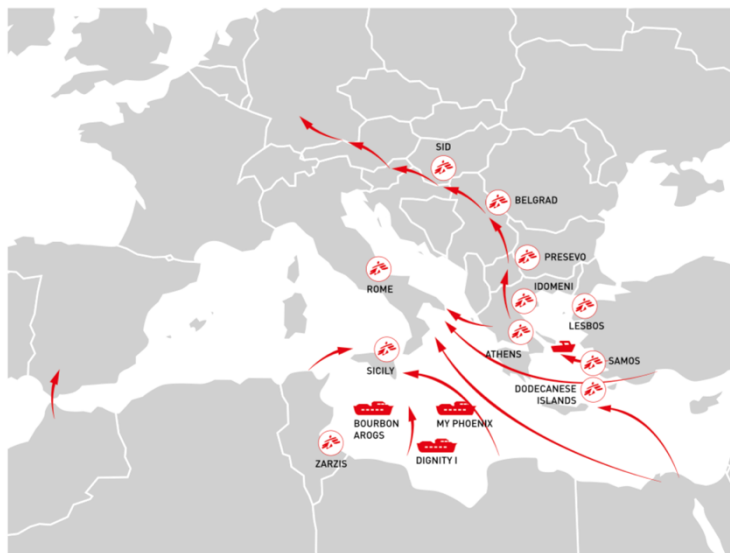 SID
BELGRAD
PRESEVO
IDOMENI
ROME
LESBOS
ATHENS
SAMOS
SICILY
DODECANESE
ISLANDS
BOURBON
AROGS
MY PHOENIX
ZARZIS
DIGNITY I